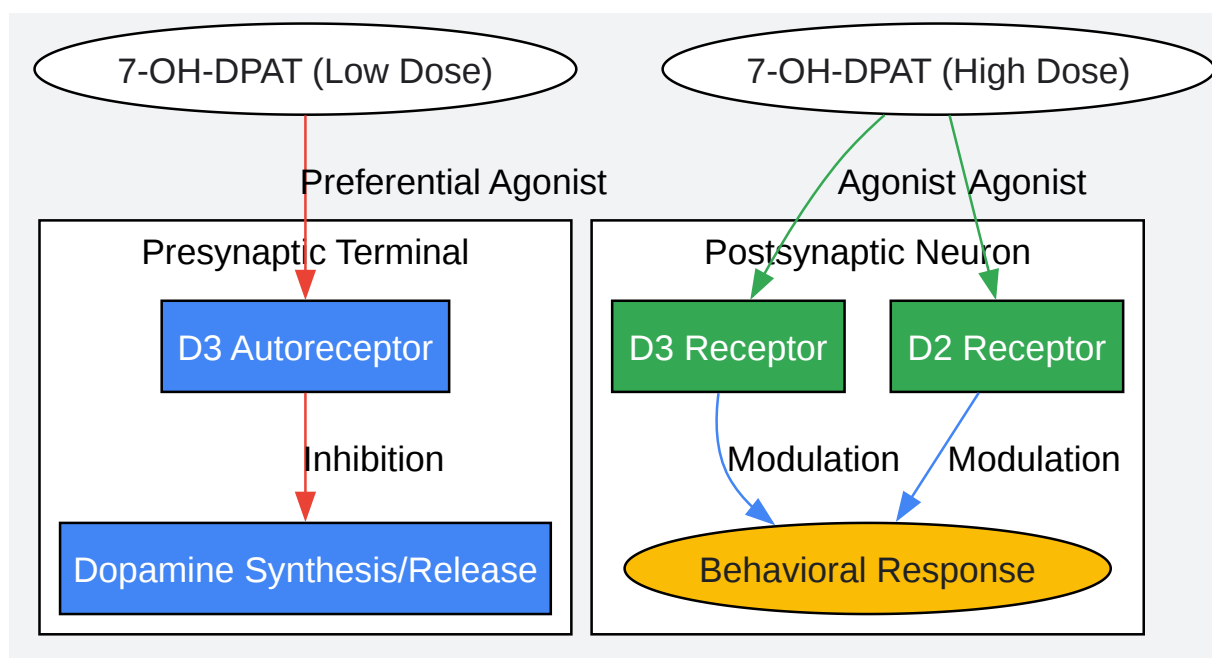 7-OH-DPAT (Low Dose)
7-OH-DPAT (High Dose)
Preferential Agonist
Agonist
Agonist
Presynaptic Terminal
Postsynaptic Neuron
D3 Autoreceptor
D3 Receptor
D2 Receptor
Inhibition
Modulation
Modulation
Dopamine Synthesis/Release
Behavioral Response